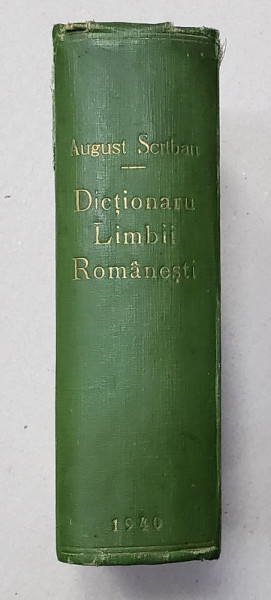 August Scriban
Dicționaru
Limbii
Românești
1940